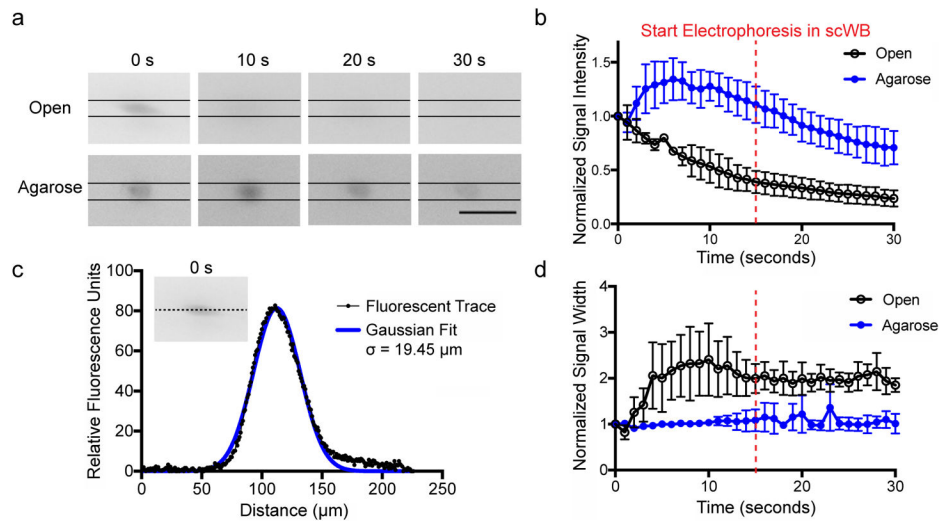 a
0 s 10 s 20 s 30 s
Open
Agarose
b
Start Electrophoresis in scWB
Open
Agarose
Normalized Signal Intensity
1.5
1.0
0.5
0.0
0 10 20 30
Time (seconds)
c
0 s
Relative Fluorescence Units
100
80
60
40
20
0
0 50 100 150 200 250
Distance (µm)
Fluorescent Trace
Gaussian Fit
σ = 19.45 µm
d
Open
Agarose
Normalized Signal Width
4
3
2
1
0
0 10 20 30
Time (seconds)